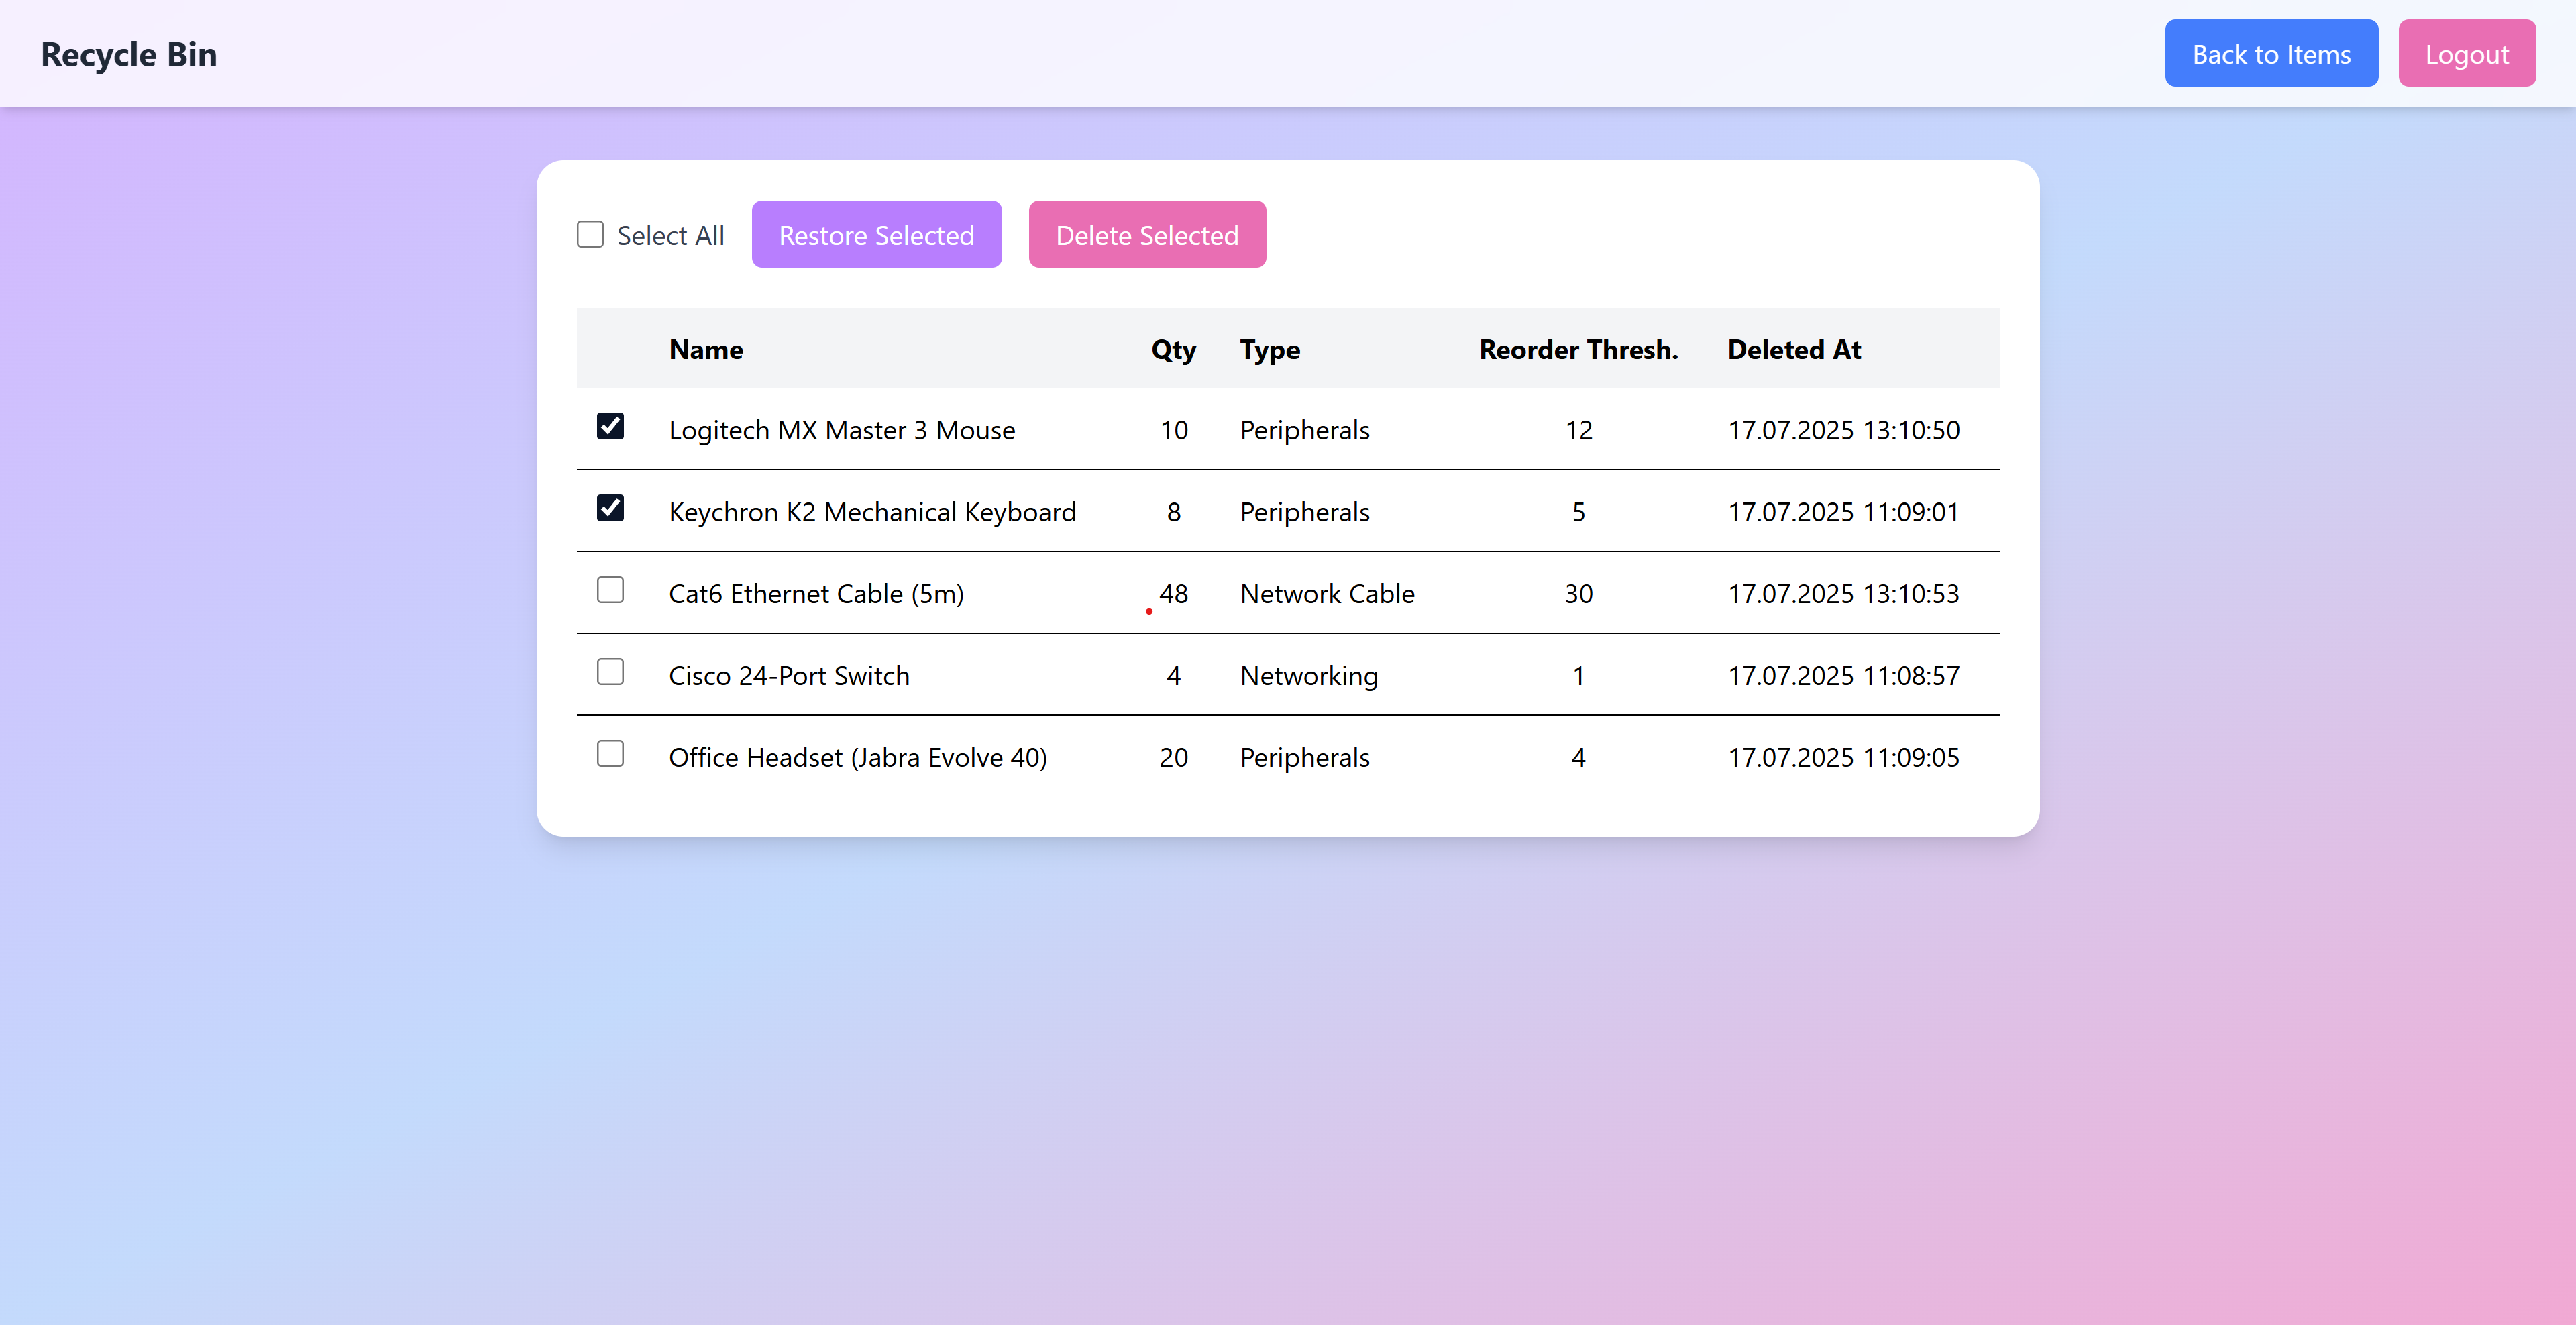 Recycle Bin Back to Items Logout
Select All Restore Selected Delete Selected
Name Qty Type Reorder Thresh. Deleted At
Logitech MX Master 3 Mouse 10 Peripherals 12 17.07.2025 13:10:50
Keychron K2 Mechanical Keyboard 8 Peripherals 5 17.07.2025 11:09:01
Cat6 Ethernet Cable (5m) 48 Network Cable 30 17.07.2025 13:10:53
Cisco 24-Port Switch 4 Networking 1 17.07.2025 11:08:57
Office Headset (Jabra Evolve 40) 20 Peripherals 4 17.07.2025 11:09:05